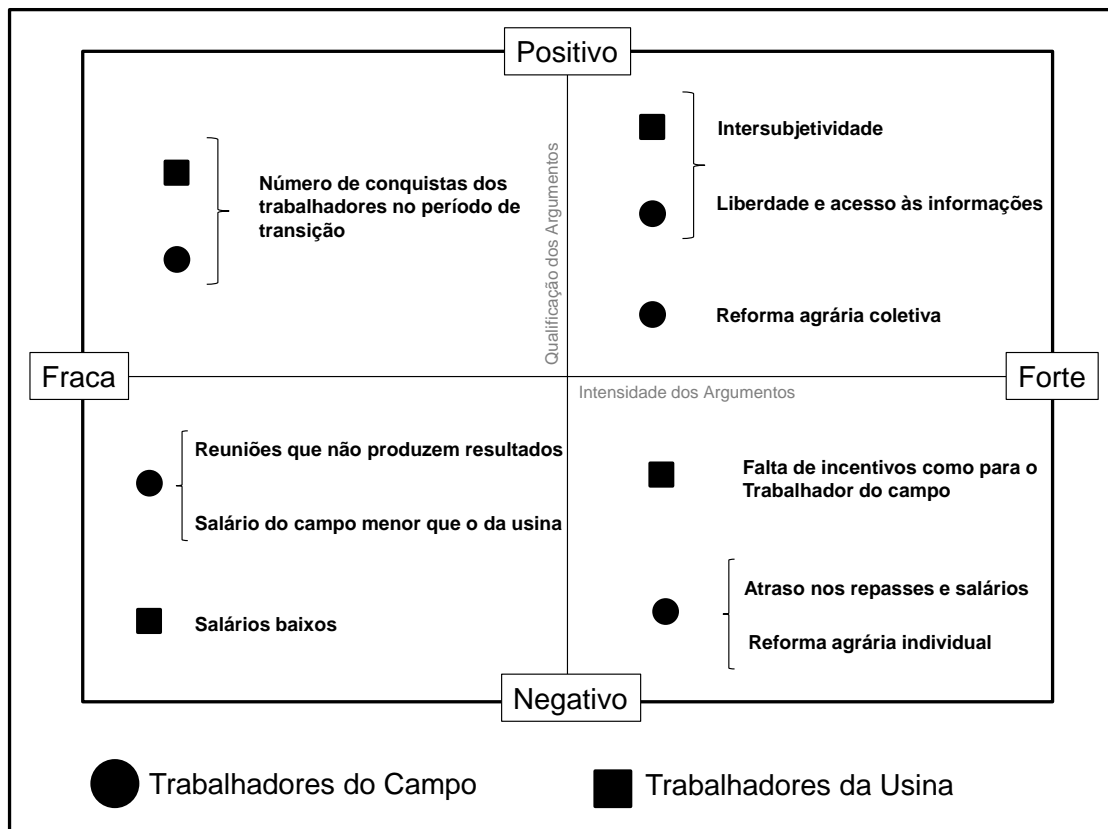 Positivo
Qualificação dos Argumentos
Número de conquistas dos
trabalhadores no período de
transição
Intersubjetividade
Liberdade e acesso às informações
Reforma agrária coletiva
Fraca
Forte
Intensidade dos Argumentos
Reuniões que não produzem resultados
Salário do campo menor que o da usina
Salários baixos
Falta de incentivos como para o
Trabalhador do campo
Atraso nos repasses e salários
Reforma agrária individual
Negativo
Trabalhadores do Campo
Trabalhadores da Usina